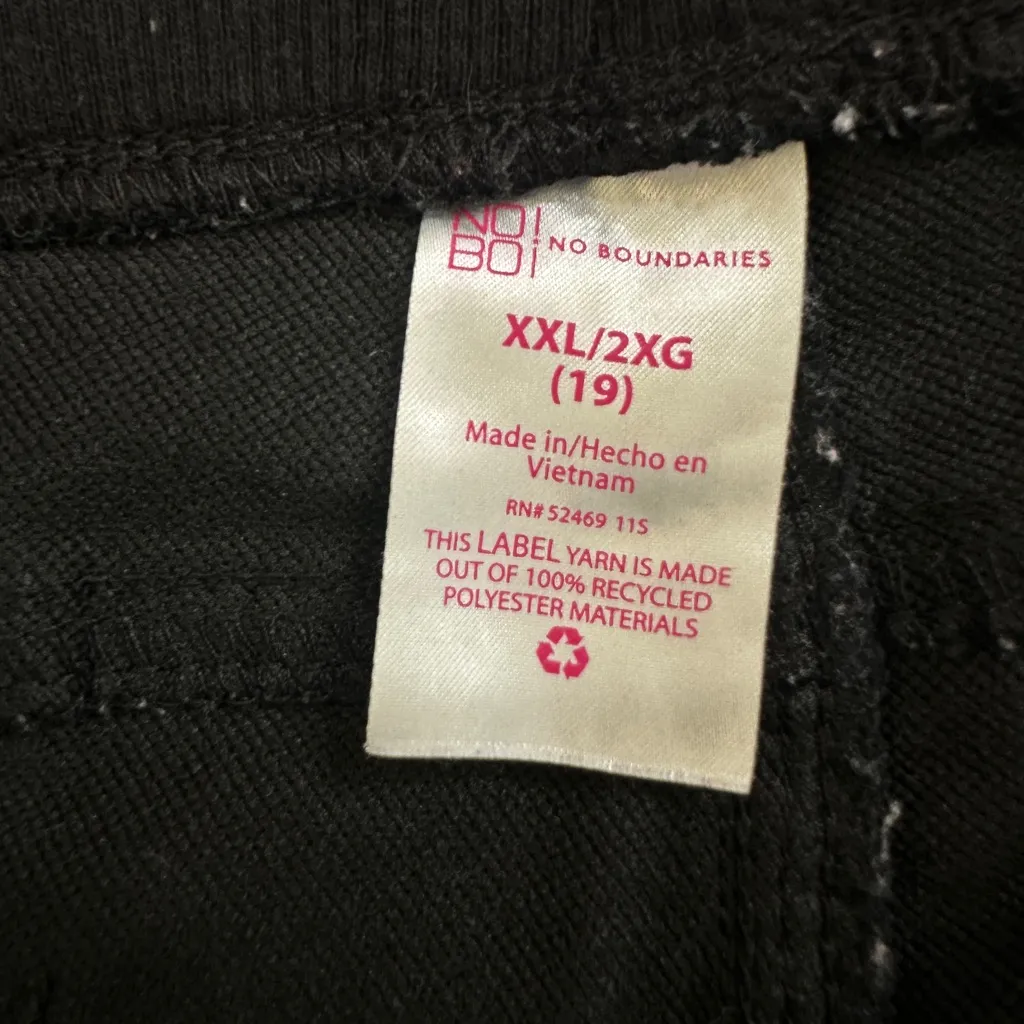 NO
BO
NO BOUNDARIES
XXL/2XG
(19)
Made in/Hecho en
Vietnam
RN# 52469 11S
THIS LABEL YARN IS MADE
OUT OF 100% RECYCLED
POLYESTER MATERIALS